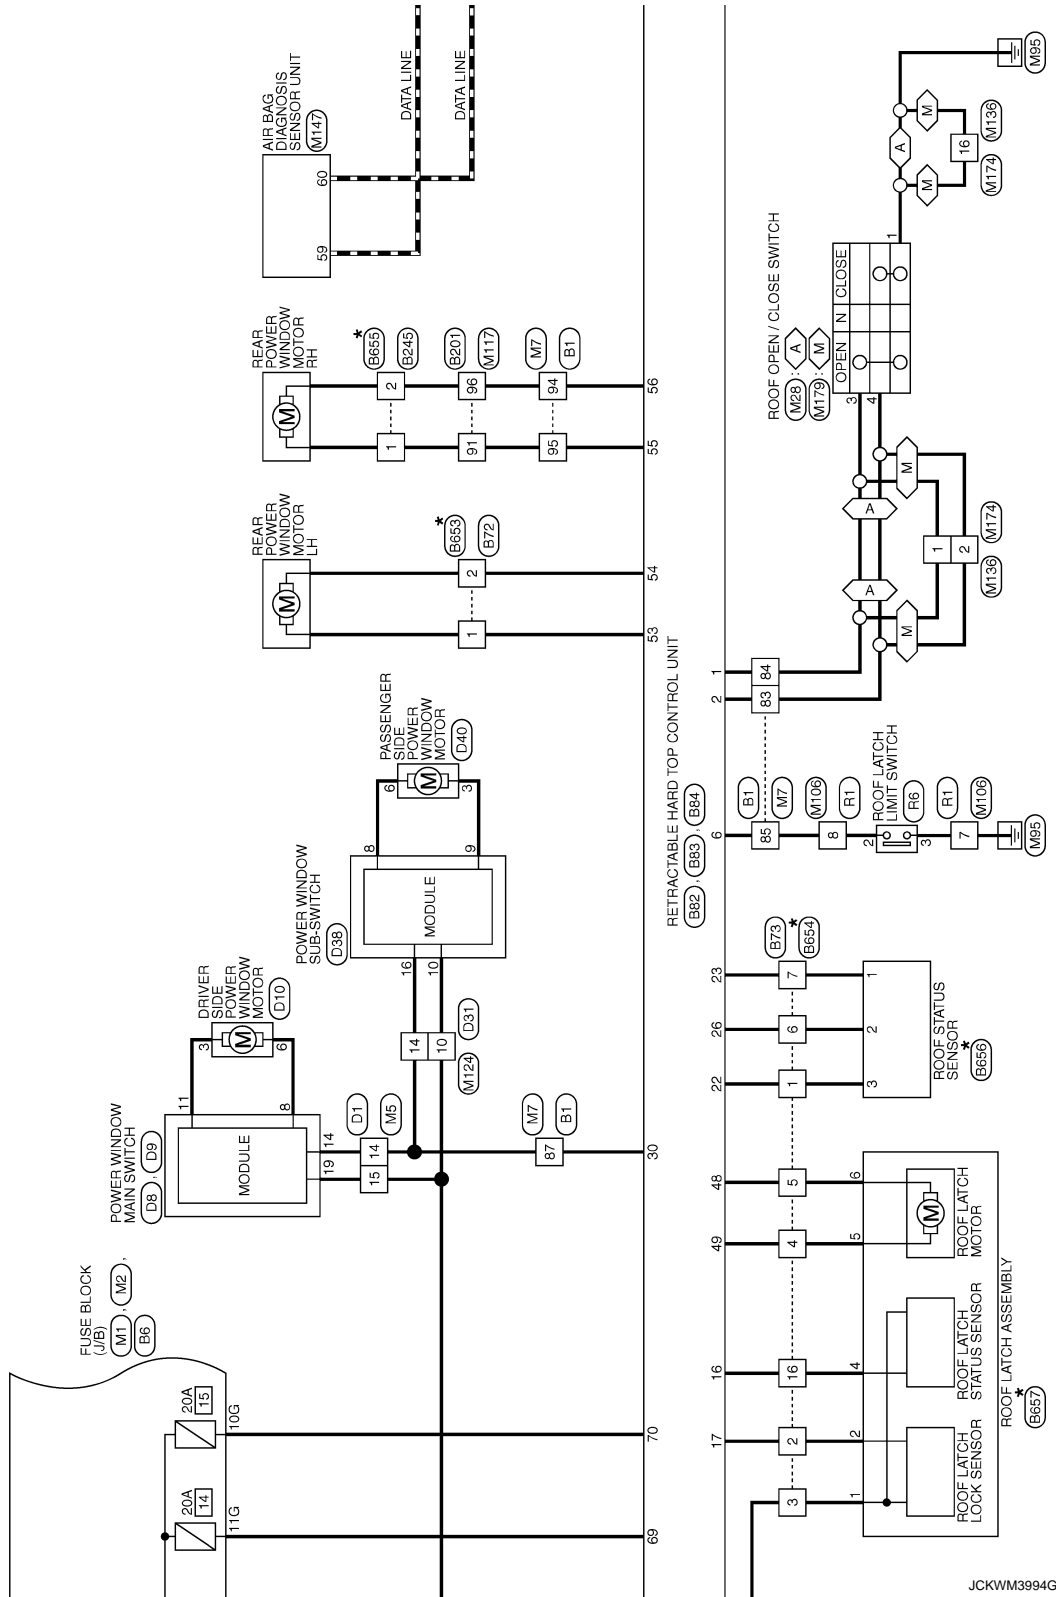 FUSE BLOCK
(J/B)
M1 , M2 ,
B6
20A
15
10G
20A
14
11G
POWER WINDOW
MAIN SWITCH
D8 , D9
MODULE
11
8
14
19
DRIVER
SIDE
POWER
WINDOW
MOTOR
D10
3
M
6
D1
M5
14
15
POWER WINDOW
SUB-SWITCH
D38
MODULE
8
9
16
10
PASSENGER
SIDE
POWER
WINDOW
MOTOR
D40
6
M
3
14
10
D31
M124
M7
B1
87
REAR
POWER
WINDOW
MOTOR
LH
M
*
B653
B72
1
2
REAR
POWER
WINDOW
MOTOR
RH
M
*
B655
B245
1
2
B201
M117
91
96
M7
B1
95
94
AIR BAG
DIAGNOSIS
SENSOR UNIT
M147
59
60
DATA LINE
DATA LINE
69
70
30
53
54
55
56
RETRACTABLE HARD TOP CONTROL UNIT
B82 , B83 , B84
17
16
49
48
22
26
23
6
2
1
3
2
16
4
5
1
6
7
B73
*
B654
1
2
4
5
6
ROOF LATCH
LOCK SENSOR
ROOF LATCH
STATUS SENSOR
M
ROOF LATCH
MOTOR
ROOF LATCH ASSEMBLY
*
B657
3
2
1
ROOF STATUS
SENSOR
*
B656
85
83
84
B1
M7
8
M106
R1
2
3
ROOF LATCH
LIMIT SWITCH
R6
7
R1
M106
M95
M
A
1
2
M136
M174
A
M
ROOF OPEN / CLOSE SWITCH
M28 : A
M179 : M
3
4
OPEN
N
CLOSE
1
M
A
M
16
M174
M136
M95
JCKWM3994G